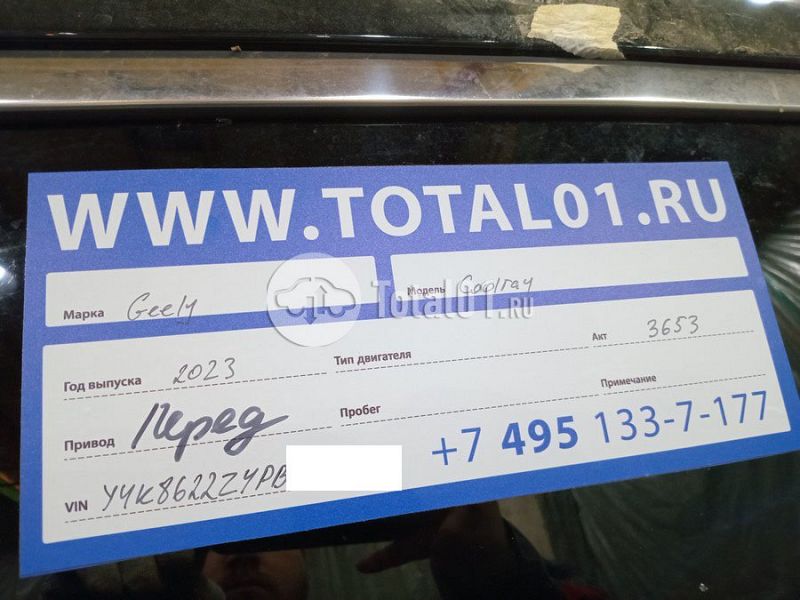 WWW.TOTAL01.RU
Марка Geely Модель Coolray
Total01.RU
Год выпуска 2023 Тип двигателя Акт 3653
Привод Перед Пробег Примечание
VIN Y4K8622Z4PB +7 495 133-7-177